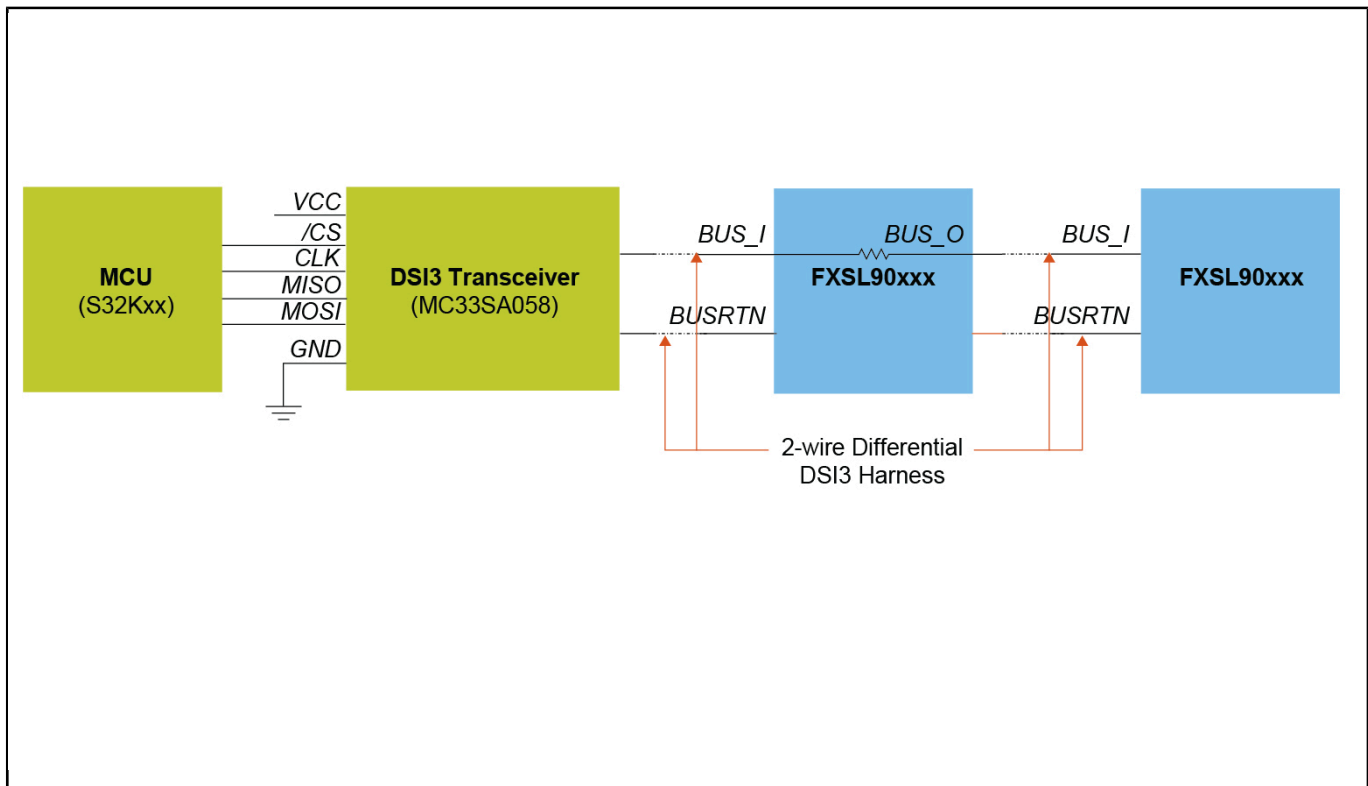 MCU
(S32Kxx)
VCC
/CS
CLK
MISO
MOSI
GND
DSI3 Transceiver
(MC33SA058)
BUS_I
BUSRTN
BUS_O
FXSL90xxx
BUS_I
BUSRTN
FXSL90xxx
2-wire Differential
DSI3 Harness